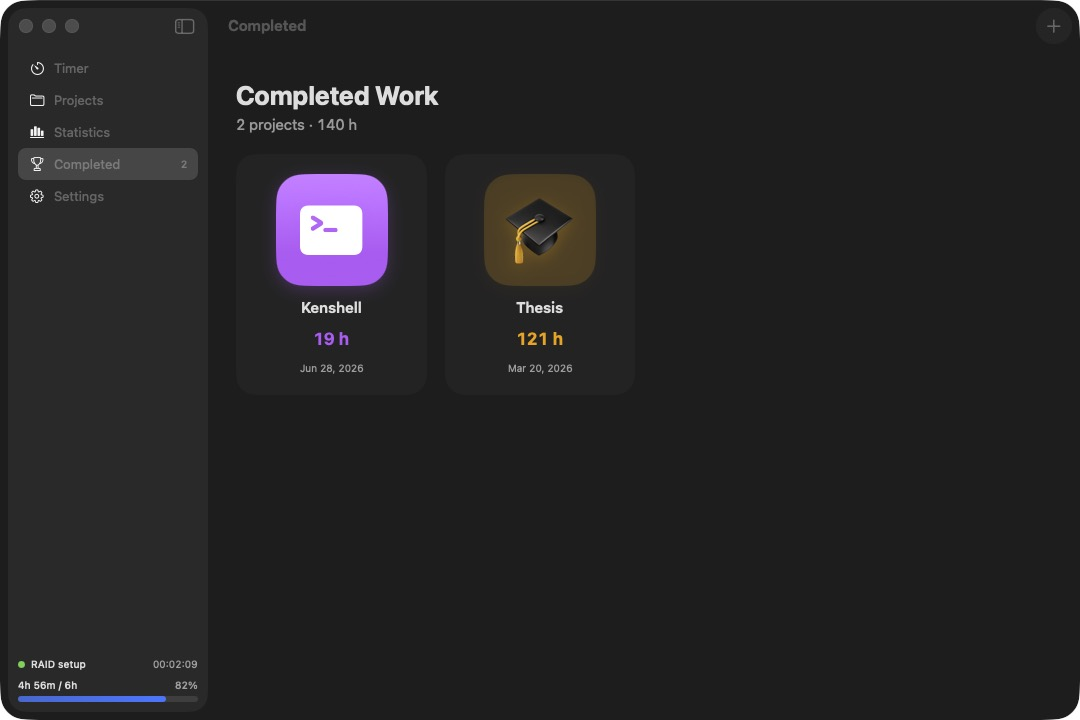 Completed
Timer
Projects
Statistics
Completed 2
Settings
Completed Work
2 projects · 140 h
>_
Kenshell
19 h
Jun 28, 2026
Thesis
121 h
Mar 20, 2026
RAID setup 00:02:09
4h 56m / 6h 82%